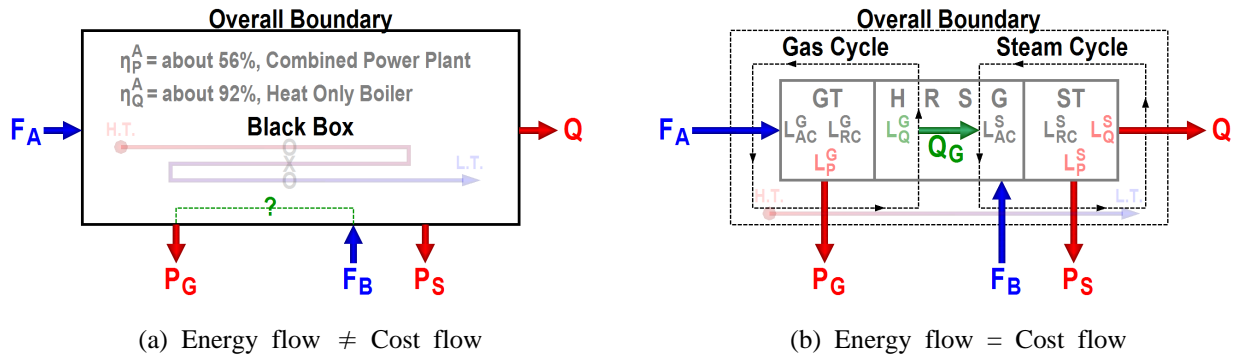 Overall Boundary
η_P^A = about 56%, Combined Power Plant
η_Q^A = about 92%, Heat Only Boiler
Black Box
F_A
H.T.
O
X
O
L.T.
Q
?
P_G
F_B
P_S
(a) Energy flow ≠ Cost flow
Overall Boundary
Gas Cycle
Steam Cycle
GT
H R S G
ST
F_A
L_AC^G L_RC^G
L_Q^G
L_AC^S
L_RC^S
L_Q^S
Q
Q_G
L_P^G
L_P^S
H.T.
L.T.
P_G
F_B
P_S
(b) Energy flow = Cost flow